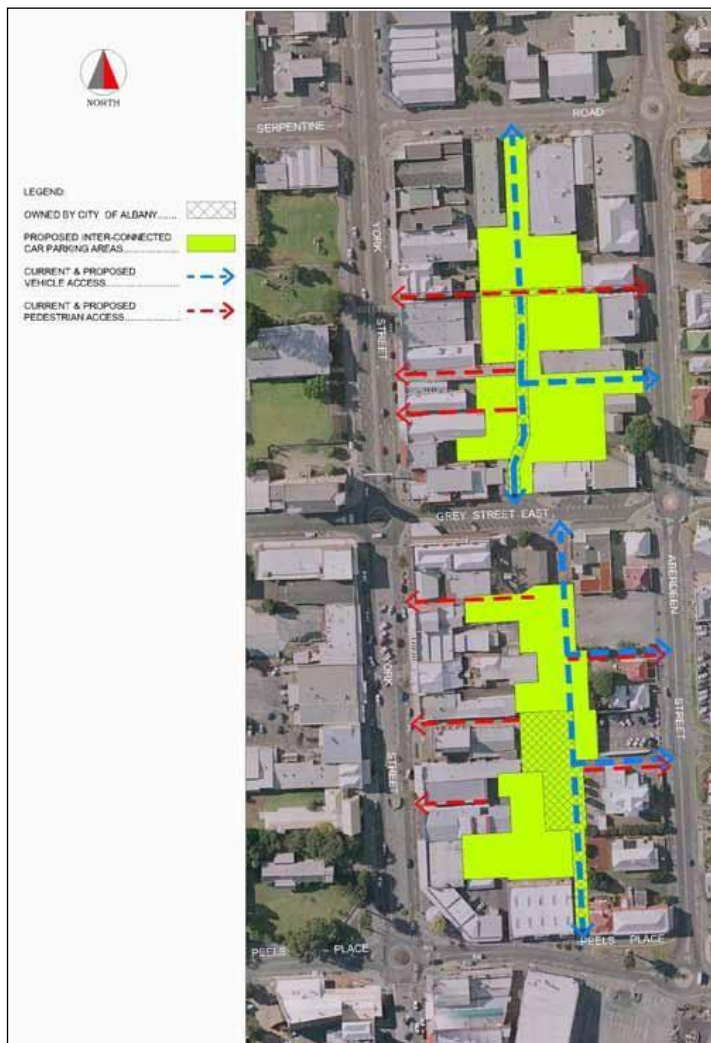 NORTH
LEGEND:
OWNED BY CITY OF ALBANY.......
PROPOSED INTER-CONNECTED
CAR PARKING AREAS...................
CURRENT & PROPOSED
VEHICLE ACCESS.........................
CURRENT & PROPOSED
PEDESTRIAN ACCESS...................
SERPENTINE ROAD
YORK
STREET
GREY STREET EAST
ABERDEEN
STREET
YORK
STREET
PEELS PLACE
PEELS PLACE